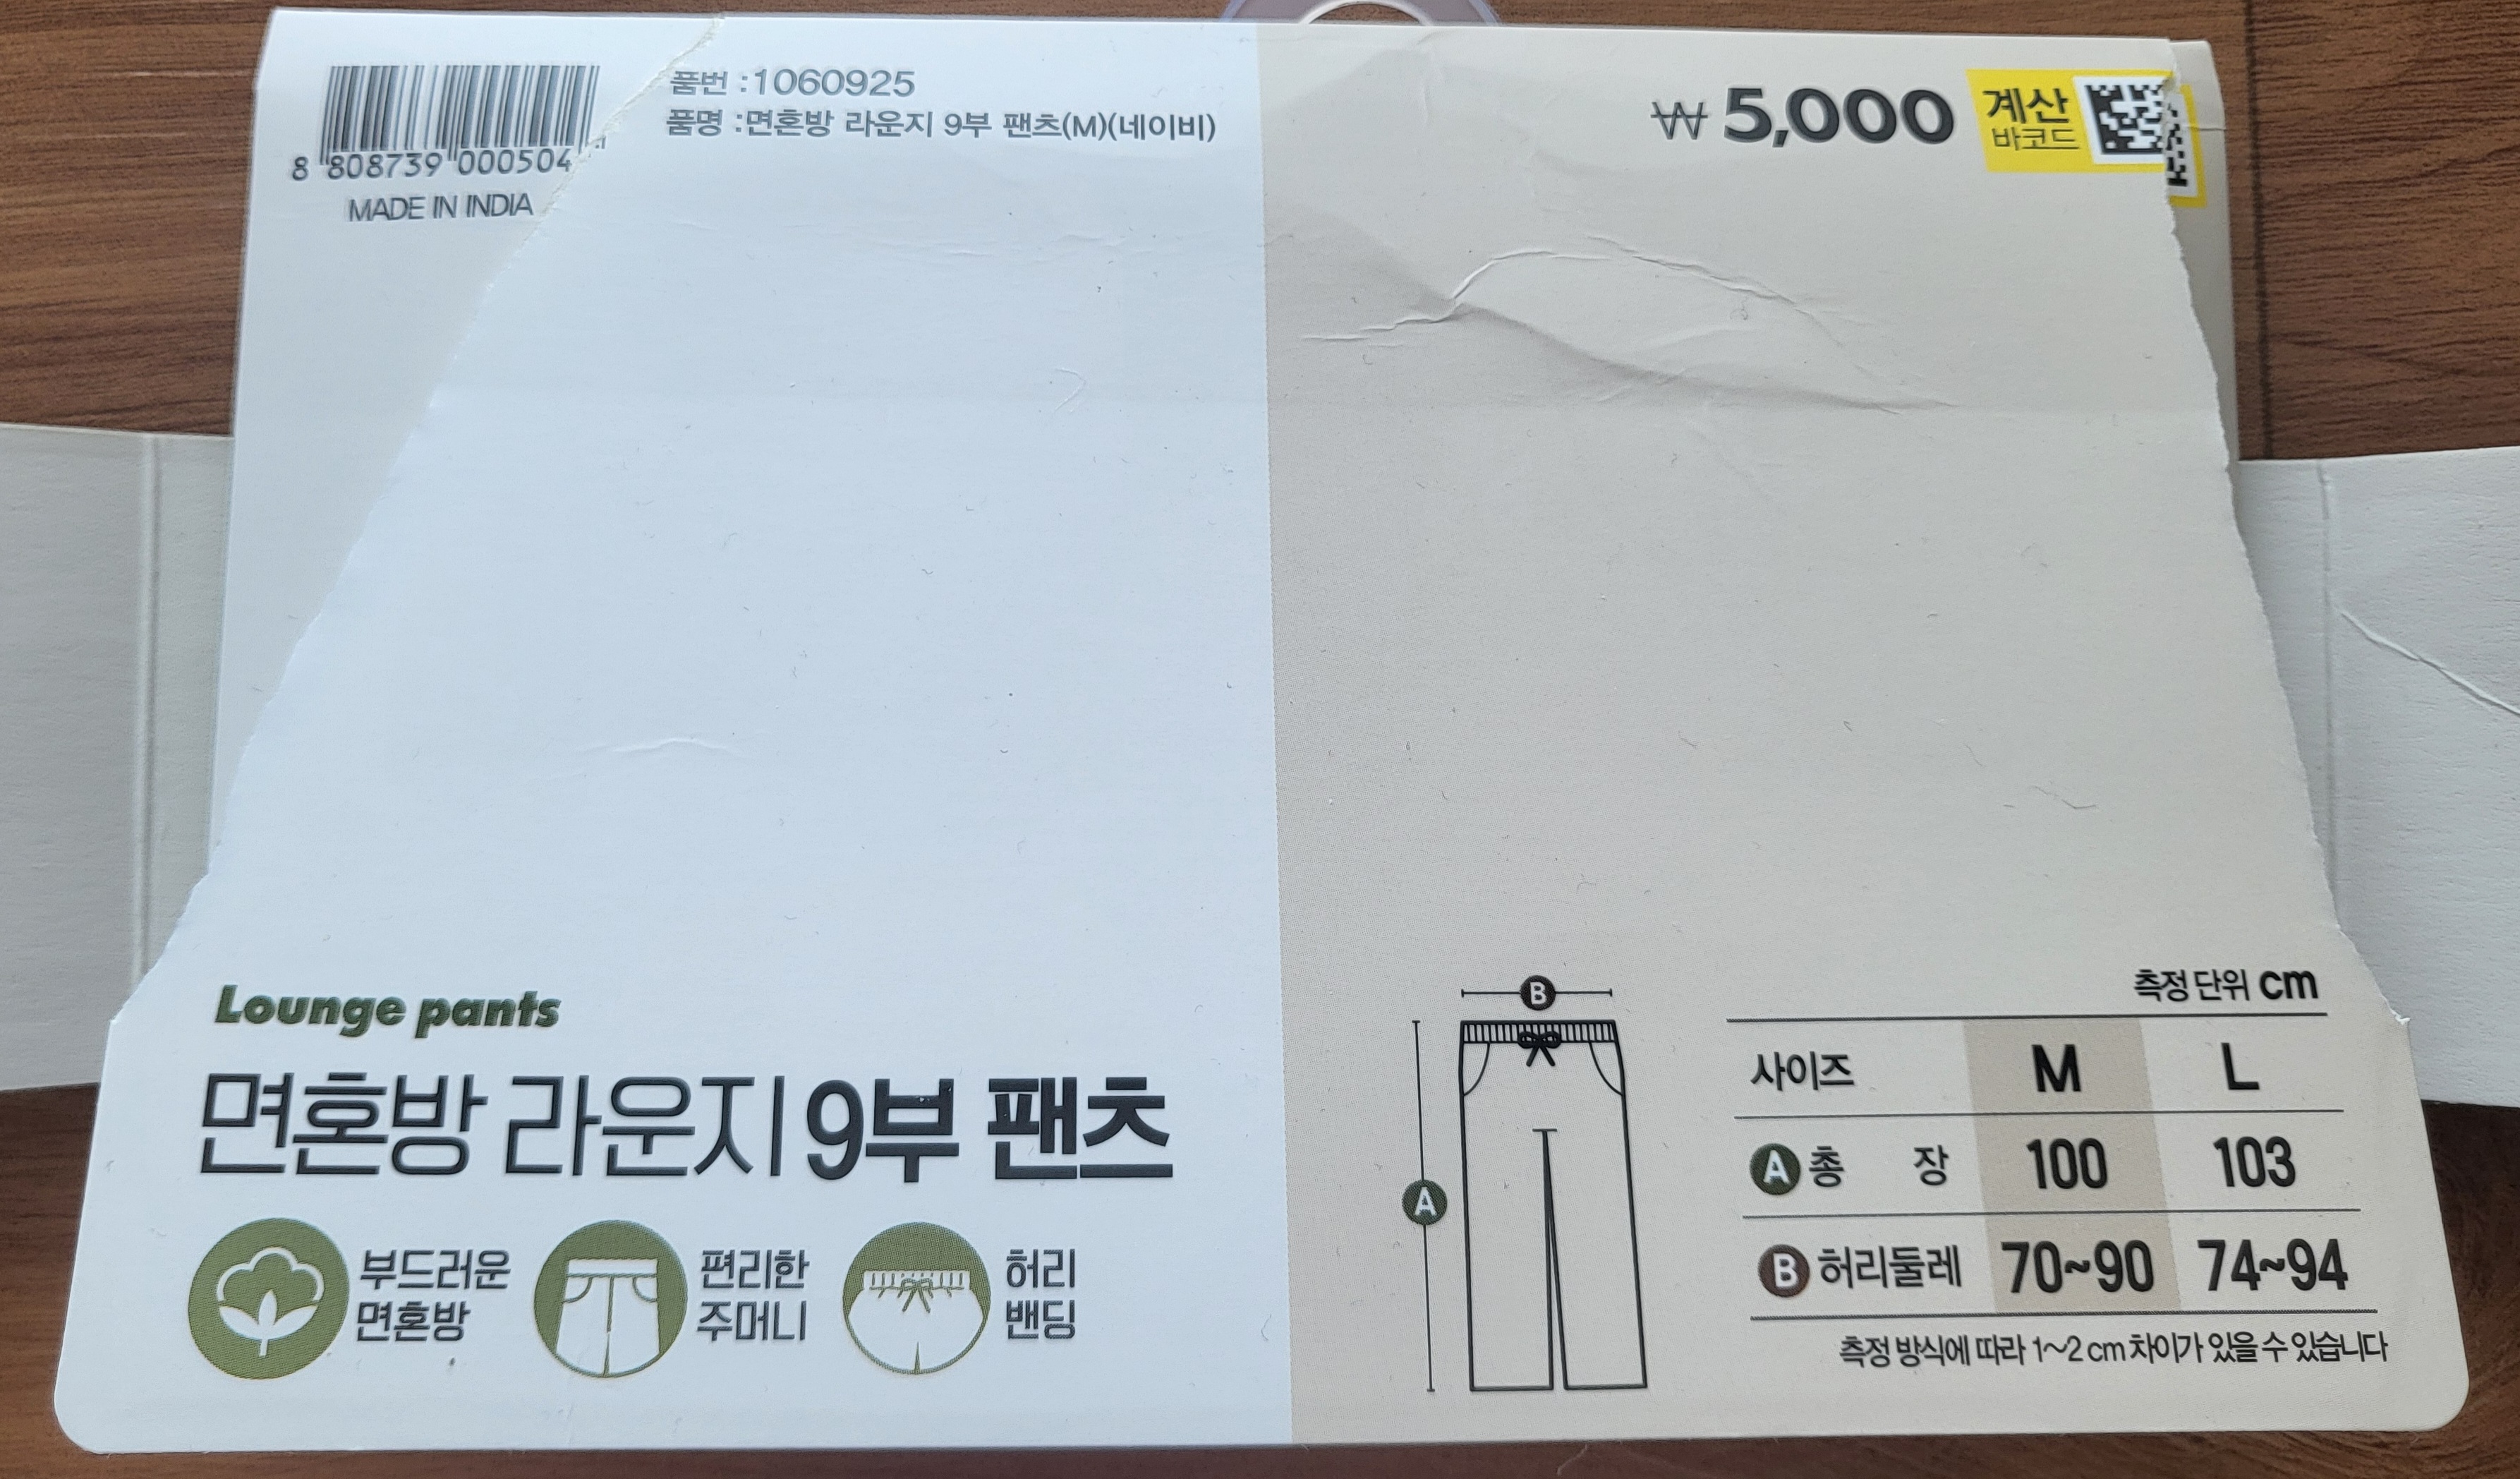 품번 :1060925
품명 :면혼방 라운지 9부 팬츠(M)(네이비)
8 808739 000504
MADE IN INDIA
₩ 5,000
계산
바코드
Lounge pants
면혼방 라운지 9부 팬츠
부드러운
면혼방
편리한
주머니
허리
밴딩
B
A
측정 단위 cm
사이즈 M L
A 총 장 100 103
B 허리둘레 70~90 74~94
측정 방식에 따라 1~2 cm 차이가 있을 수 있습니다